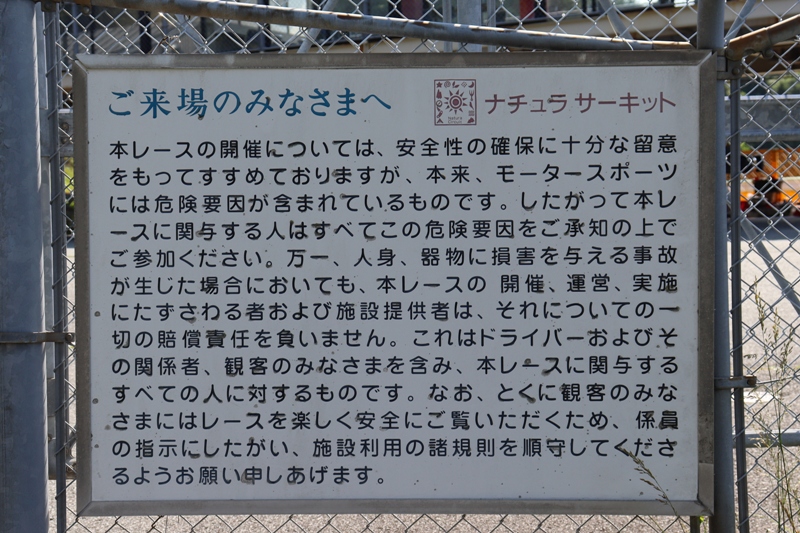 ご来場のみなさまへ
ナチュラ サーキット
本レースの開催については、安全性の確保に十分な留意
をもってすすめておりますが、本来、モータースポーツ
には危険要因が含まれているものです。したがって本レ
ースに関与する人はすべてこの危険要因をご承知の上で
ご参加ください。万一、人身、器物に損害を与える事故
が生じた場合においても、本レースの 開催、運営、実施
にたずさわる者および施設提供者は、それについての一
切の賠償責任を負いません。これはドライバーおよびそ
の関係者、観客のみなさまを含み、本レースに関与する
すべての人に対するものです。なお、とくに観客のみな
さまにはレースを楽しく安全にご覧いただくため、係員
の指示にしたがい、施設利用の諸規則を順守してくださ
るようお願い申しあげます。